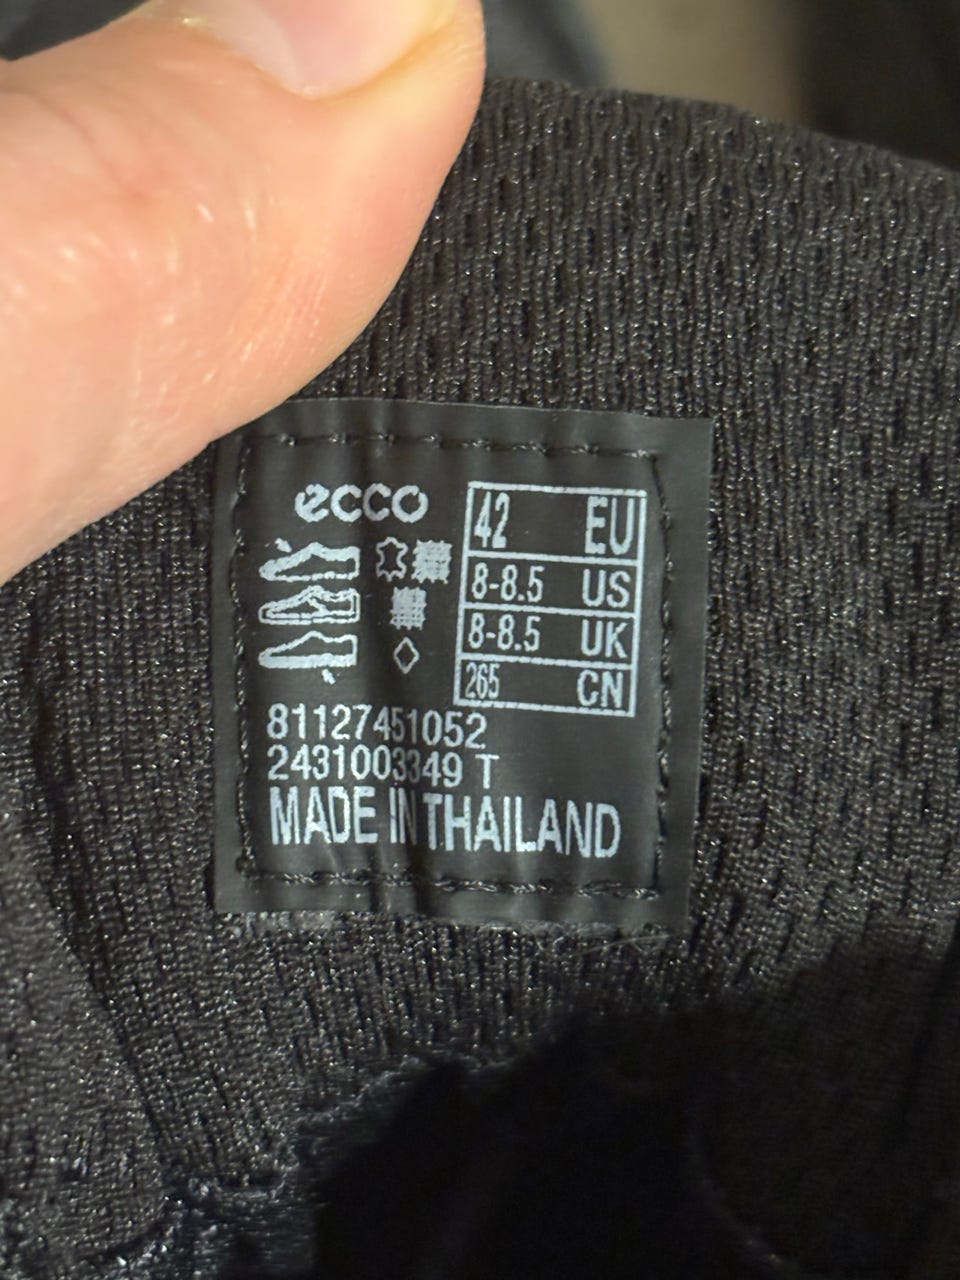 ecco
42 EU
8-8.5 US
8-8.5 UK
265 CN
81127451052
2431003349 T
MADE IN THAILAND